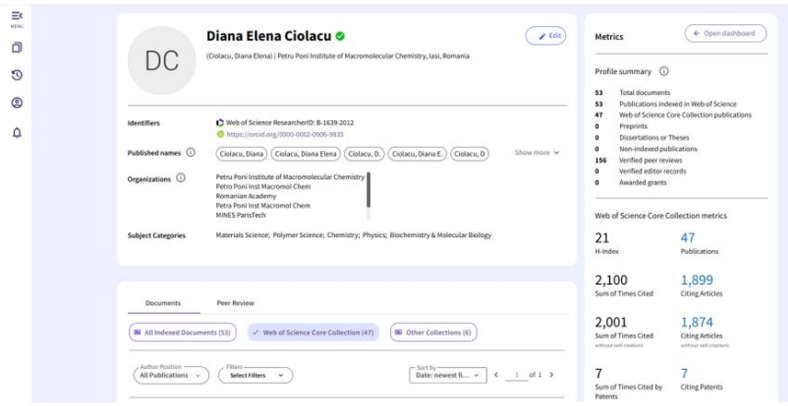 MENU
DC
Diana Elena Ciolacu
Edit
(Ciolacu, Diana Elena) | Petru Poni Institute of Macromolecular Chemistry, Iasi, Romania
Identifiers
Web of Science ResearcherID: B-1639-2012
https://orcid.org/0000-0002-0906-9835
Published names
Ciolacu, Diana
Ciolacu, Diana Elena
Ciolacu, D.
Ciolacu, Diana E.
Ciolacu, D
Show more
Organizations
Petru Poni Institute of Macromolecular Chemistry
Petro Poni Inst Macromol Chem
Romanian Academy
Petra Poni Inst Macromol Chem
MINES ParisTech
Subject Categories
Materials Science; Polymer Science; Chemistry; Physics; Biochemistry & Molecular Biology
Documents
Peer Review
All Indexed Documents (53)
Web of Science Core Collection (47)
Other Collections (6)
Author Position
All Publications
Filters
Select Filters
Sort by
Date: newest fi...
1 of 1
Metrics
Open dashboard
Profile summary
53 Total documents
53 Publications indexed in Web of Science
47 Web of Science Core Collection publications
0 Preprints
0 Dissertations or Theses
0 Non-indexed publications
156 Verified peer reviews
0 Verified editor records
0 Awarded grants
Web of Science Core Collection metrics
21 47
H-Index Publications
2,100 1,899
Sum of Times Cited Citing Articles
2,001 1,874
Sum of Times Cited Citing Articles
without self-citations without self-citations
7 7
Sum of Times Cited by Patents Citing Patents